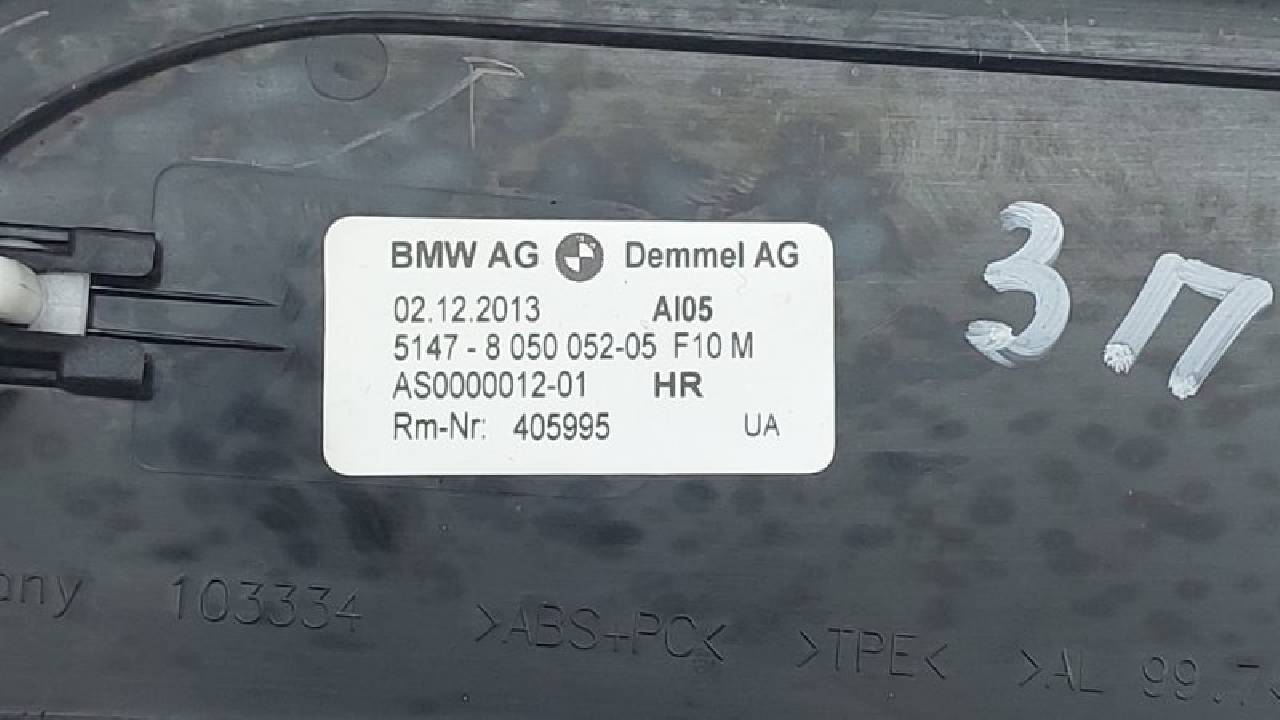 BMW AG Demmel AG
02.12.2013 AI05
5147 - 8 050 052-05 F10 M
AS0000012-01 HR
Rm-Nr: 405995 UA
3П
103334 >ABS+PC< >TPE< >AL